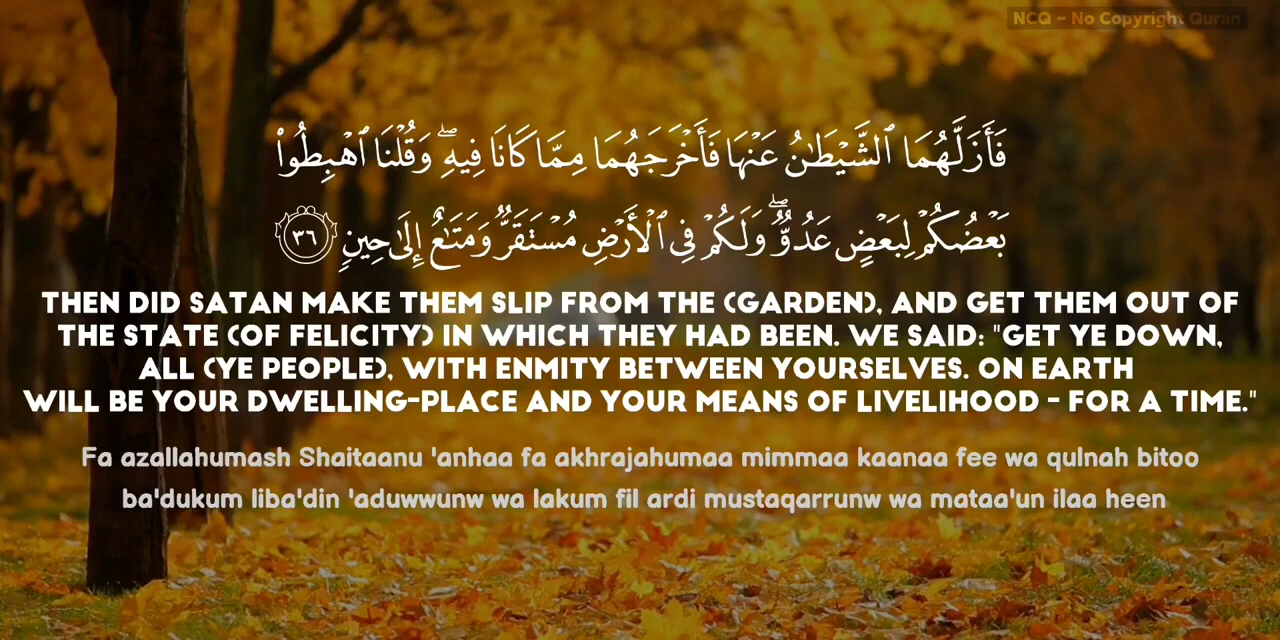 NCQ - No Copyright Quran
فَأَزَلَّهُمَا ٱلشَّيْطَـٰنُ عَنْهَا فَأَخْرَجَهُمَا مِمَّا كَانَا فِيهِ ۖ وَقُلْنَا ٱهْبِطُوا۟
بَعْضُكُمْ لِبَعْضٍ عَدُوٌّ ۖ وَلَكُمْ فِى ٱلْأَرْضِ مُسْتَقَرٌّ وَمَتَـٰعٌ إِلَىٰ حِينٍ ٣٦
THEN DID SATAN MAKE THEM SLIP FROM THE (GARDEN), AND GET THEM OUT OF
THE STATE (OF FELICITY) IN WHICH THEY HAD BEEN. WE SAID: "GET YE DOWN,
ALL (YE PEOPLE), WITH ENMITY BETWEEN YOURSELVES. ON EARTH
WILL BE YOUR DWELLING-PLACE AND YOUR MEANS OF LIVELIHOOD - FOR A TIME."
Fa azallahumash Shaitaanu 'anhaa fa akhrajahumaa mimmaa kaanaa fee wa qulnah bitoo
ba'dukum liba'din 'aduwwunw wa lakum fil ardi mustaqarrunw wa mataa'un ilaa heen